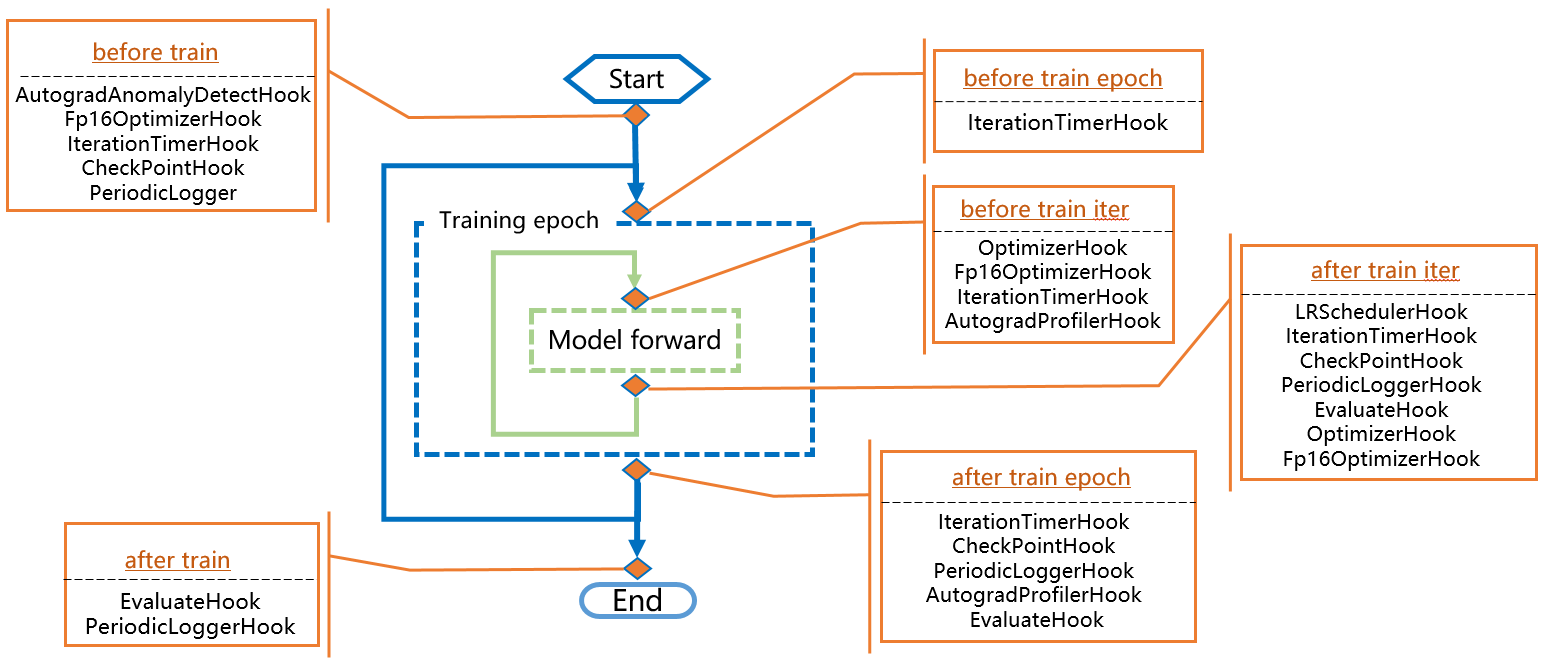 before train
AutogradAnomalyDetectHook
Fp16OptimizerHook
IterationTimerHook
CheckPointHook
PeriodicLogger
Start
before train epoch
IterationTimerHook
Training epoch
before train iter
OptimizerHook
Fp16OptimizerHook
IterationTimerHook
AutogradProfilerHook
Model forward
after train iter
LRSchedulerHook
IterationTimerHook
CheckPointHook
PeriodicLoggerHook
EvaluateHook
OptimizerHook
Fp16OptimizerHook
after train epoch
IterationTimerHook
CheckPointHook
PeriodicLoggerHook
AutogradProfilerHook
EvaluateHook
after train
EvaluateHook
PeriodicLoggerHook
End